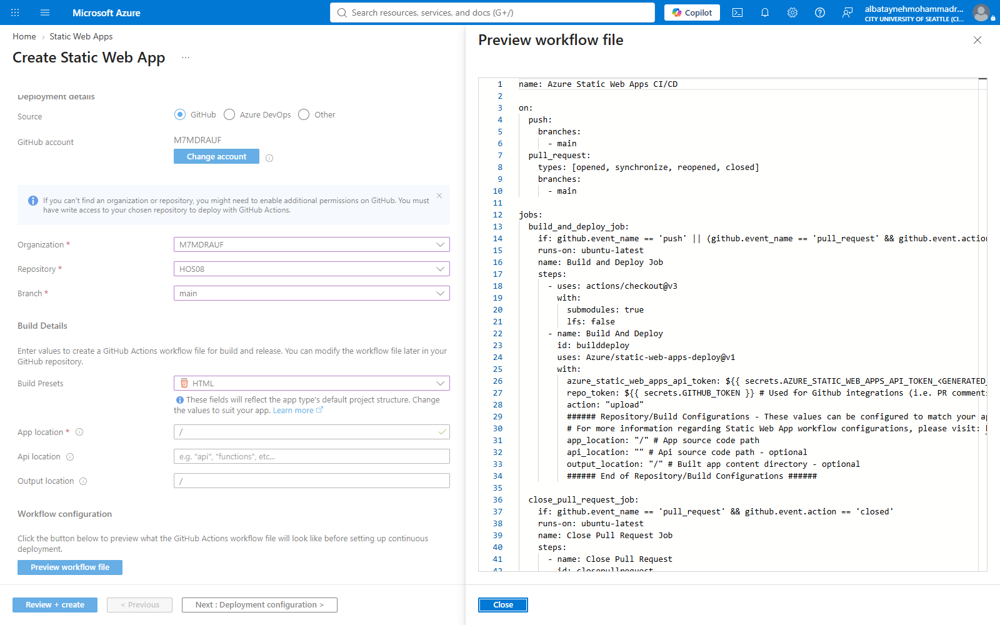 Microsoft Azure
Search resources, services, and docs (G+/)
Copilot
albataynehmohammadr...
CITY UNIVERSITY OF SEATTLE (CI...
Home > Static Web Apps
Create Static Web App ...
Deployment details
Source
GitHub
Azure DevOps
Other
GitHub account
M7MDRAUF
Change account
If you can't find an organization or repository, you might need to enable additional permissions on GitHub. You must
have write access to your chosen repository to deploy with GitHub Actions.
Organization *
M7MDRAUF
Repository *
HOS08
Branch *
main
Build Details
Enter values to create a GitHub Actions workflow file for build and release. You can modify the workflow file later in your
GitHub repository.
Build Presets
HTML
These fields will reflect the app type's default project structure. Change
the values to suit your app. Learn more
App location *
/
Api location
e.g. "api", "functions", etc...
Output location
/
Workflow configuration
Click the button below to preview what the GitHub Actions workflow file will look like before setting up continuous
deployment.
Preview workflow file
Review + create
< Previous
Next : Deployment configuration >
Preview workflow file
1 name: Azure Static Web Apps CI/CD
2
3 on:
4 push:
5 branches:
6 - main
7 pull_request:
8 types: [opened, synchronize, reopened, closed]
9 branches:
10 - main
11
12 jobs:
13 build_and_deploy_job:
14 if: github.event_name == 'push' || (github.event_name == 'pull_request' && github.event.action
15 runs-on: ubuntu-latest
16 name: Build and Deploy Job
17 steps:
18 - uses: actions/checkout@v3
19 with:
20 submodules: true
21 lfs: false
22 - name: Build And Deploy
23 id: builddeploy
24 uses: Azure/static-web-apps-deploy@v1
25 with:
26 azure_static_web_apps_api_token: ${{ secrets.AZURE_STATIC_WEB_APPS_API_TOKEN_<GENERATED_
27 repo_token: ${{ secrets.GITHUB_TOKEN }} # Used for Github integrations (i.e. PR comments
28 action: "upload"
29 ###### Repository/Build Configurations - These values can be configured to match your ap
30 # For more information regarding Static Web App workflow configurations, please visit:
31 app_location: "/" # App source code path
32 api_location: "" # Api source code path - optional
33 output_location: "/" # Built app content directory - optional
34 ###### End of Repository/Build Configurations ######
35
36 close_pull_request_job:
37 if: github.event_name == 'pull_request' && github.event.action == 'closed'
38 runs-on: ubuntu-latest
39 name: Close Pull Request Job
40 steps:
41 - name: Close Pull Request
42 id: closepullrequest
Close